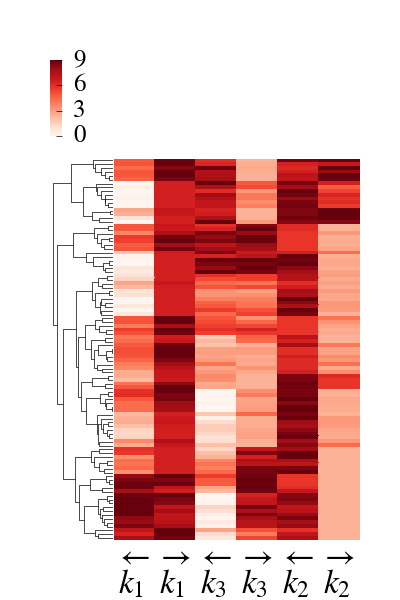 9
6
3
0
← → ← → ← →
k1 k1 k3 k3 k2 k2